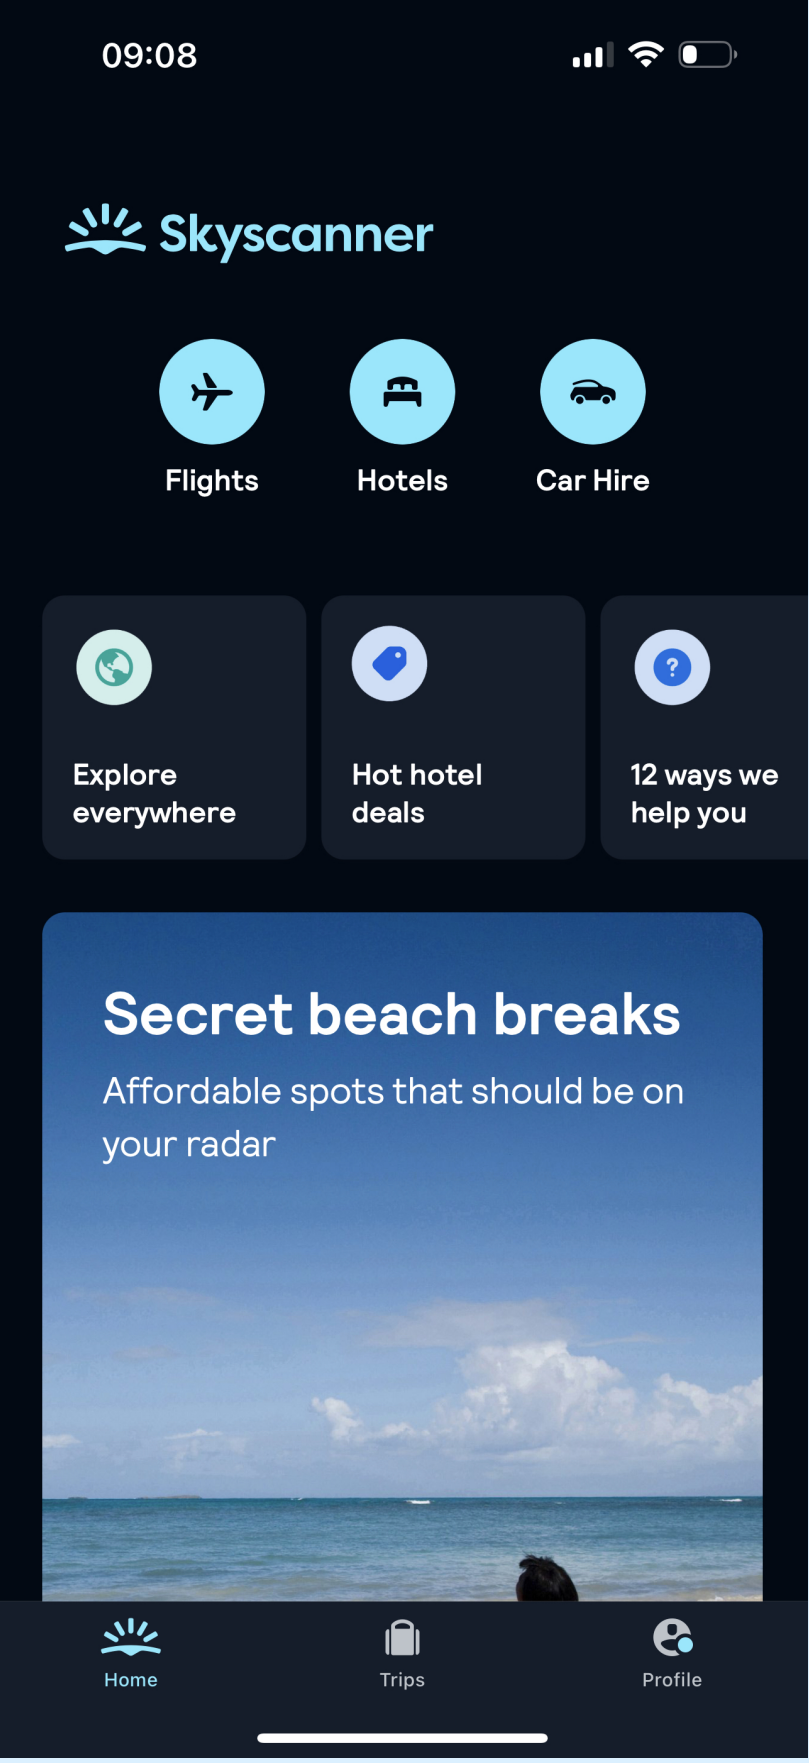 09:08
Skyscanner
Flights
Hotels
Car Hire
Explore
everywhere
Hot hotel
deals
12 ways we
help you
Secret beach breaks
Affordable spots that should be on
your radar
Home
Trips
Profile